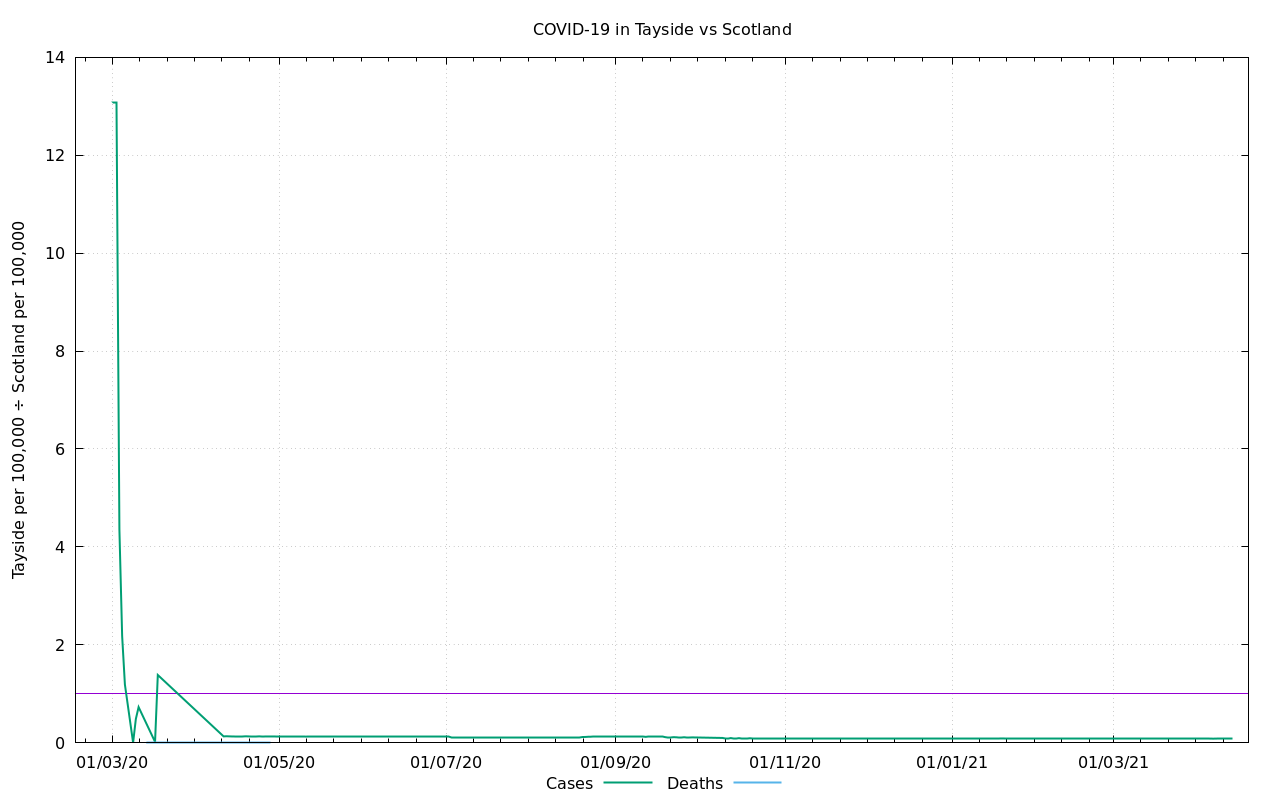 COVID-19 in Tayside vs Scotland
Tayside per 100,000 ÷ Scotland per 100,000
14
12
10
8
6
4
2
0
01/03/20 01/05/20 01/07/20 01/09/20 01/11/20 01/01/21 01/03/21
Cases Deaths